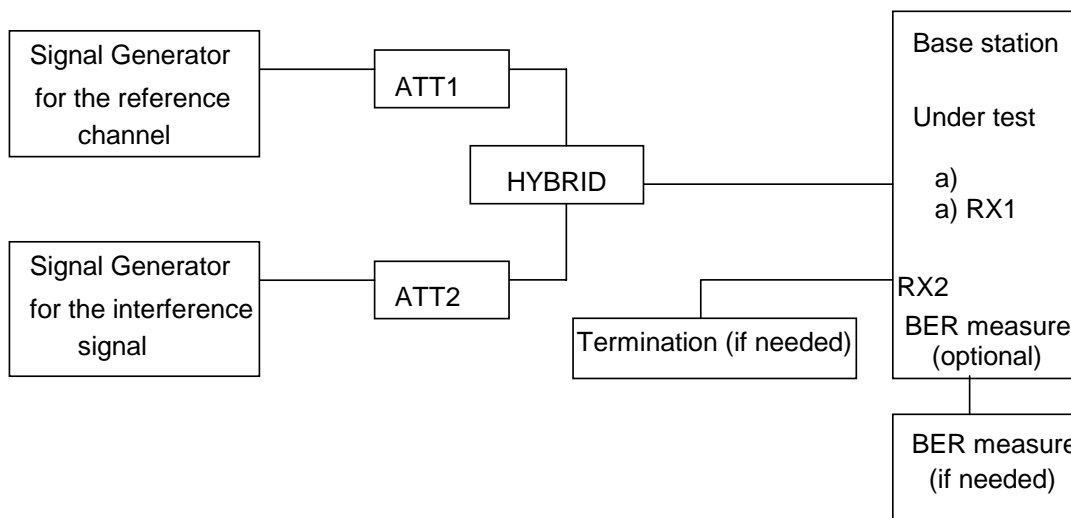 Signal Generator
for the reference
channel
ATT1
HYBRID
Signal Generator
for the interference
signal
ATT2
Termination (if needed)
Base station
Under test
a)
a) RX1
RX2
BER measure
(optional)
BER measure
(if needed)